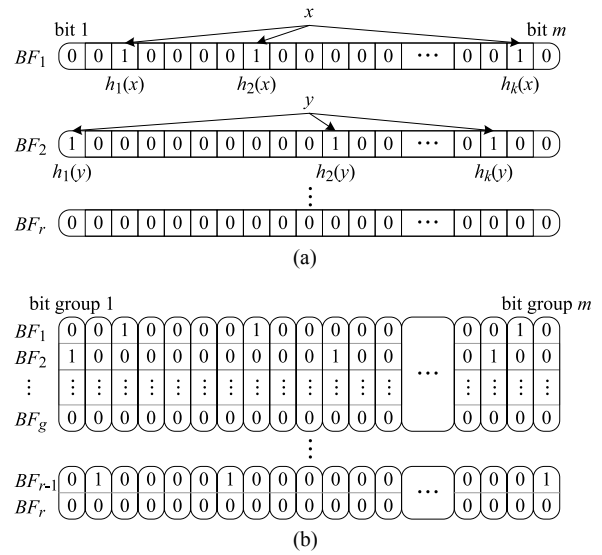 x
bit 1 bit m
BF1 0 0 1 0 0 0 0 1 0 0 0 0 0 ⋯ 0 0 1 0
h1(x) h2(x) hk(x)
y
BF2 1 0 0 0 0 0 0 0 0 0 1 0 0 ⋯ 0 1 0 0
h1(y) h2(y) hk(y)
⋮
BFr 0 0 0 0 0 0 0 0 0 0 0 0 0 ⋯ 0 0 0 0
(a)
bit group 1 bit group m
BF1 0 0 1 0 0 0 0 1 0 0 0 0 0 0 0 1 0
BF2 1 0 0 0 0 0 0 0 0 0 1 0 0 ⋯ 0 1 0 0
⋮ ⋮ ⋮ ⋮ ⋮ ⋮ ⋮ ⋮ ⋮ ⋮ ⋮ ⋮ ⋮ ⋮ ⋮ ⋮ ⋮ ⋮
BFg 0 0 0 0 0 0 0 0 0 0 0 0 0 0 0 0 0
⋮
BFr-1 0 1 0 0 0 0 1 0 0 0 0 0 0 ⋯ 0 0 0 1
BFr 0 0 0 0 0 0 0 0 0 0 0 0 0 0 0 0 0
(b)